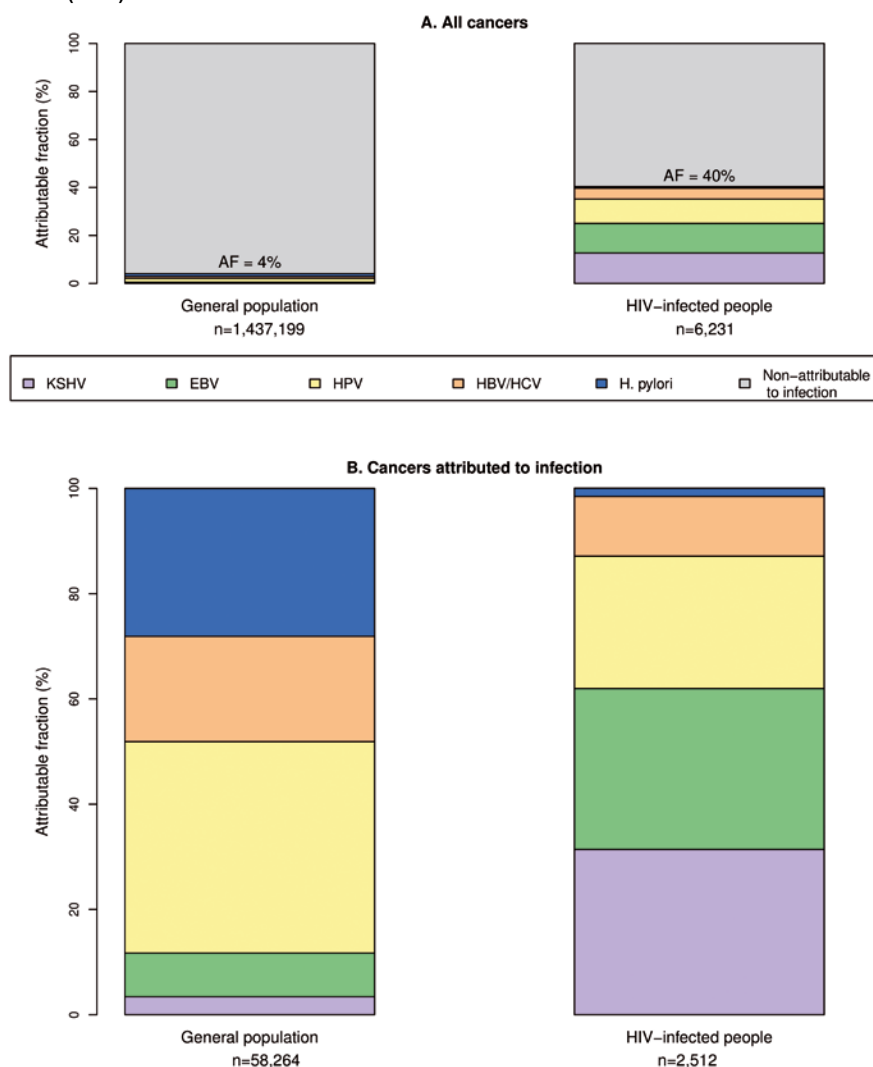 A. All cancers
Attributable fraction (%)
100
80
60
40
20
0
AF = 4%
AF = 40%
General population
n=1,437,199
HIV−infected people
n=6,231
KSHV EBV HPV HBV/HCV H. pylori Non−attributable
to infection
B. Cancers attributed to infection
Attributable fraction (%)
100
80
60
40
20
0
General population
n=58,264
HIV−infected people
n=2,512